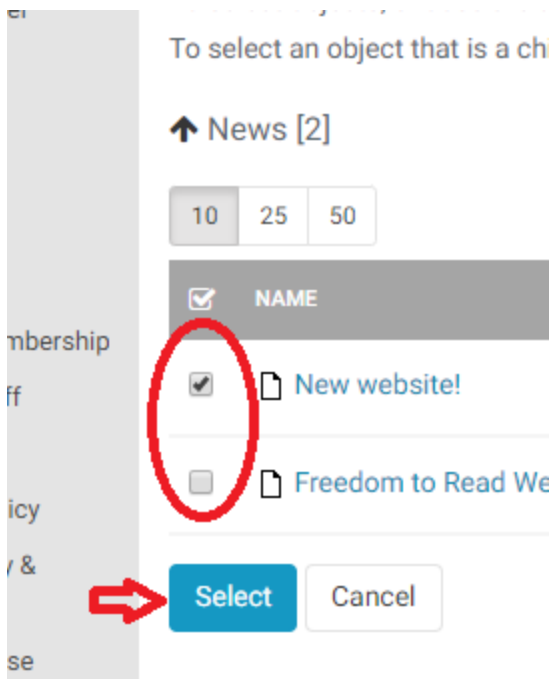 To select an object that is a chi
News [2]
10 25 50
NAME
mbership
New website!
ff
Freedom to Read We
icy
y &
Select Cancel
se